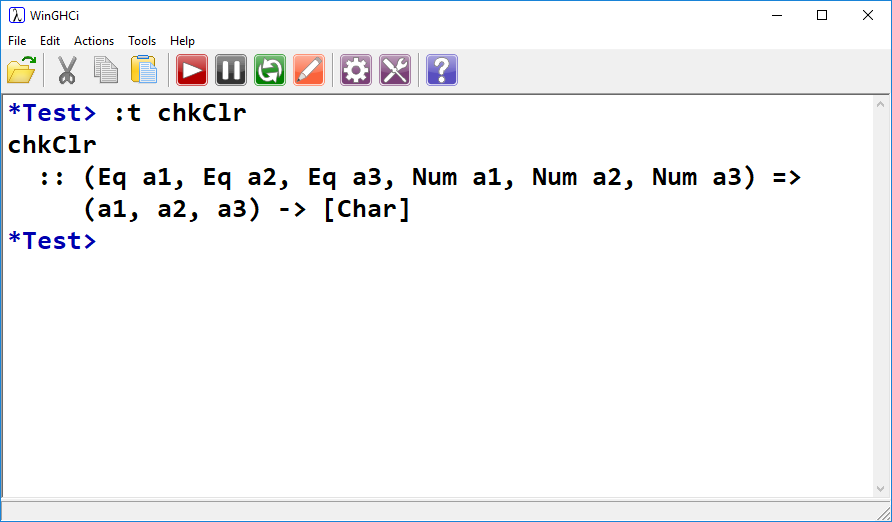 WinGHCi
File Edit Actions Tools Help
*Test> :t chkClr
chkClr
  :: (Eq a1, Eq a2, Eq a3, Num a1, Num a2, Num a3) =>
     (a1, a2, a3) -> [Char]
*Test>